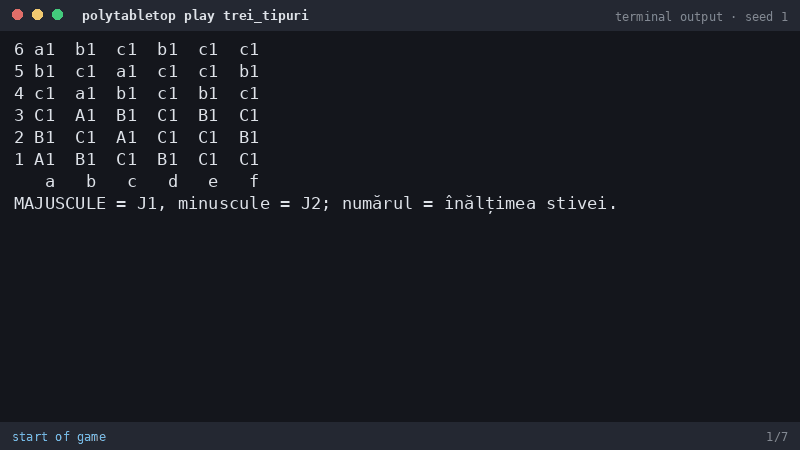 polytabletop play trei_tipuri
terminal output · seed 1
6 a1 b1 c1 b1 c1 c1
5 b1 c1 a1 c1 c1 b1
4 c1 a1 b1 c1 b1 c1
3 C1 A1 B1 C1 B1 C1
2 B1 C1 A1 C1 C1 B1
1 A1 B1 C1 B1 C1 C1
a b c d e f
MAJUSCULE = J1, minuscule = J2; numărul = înălțimea stivei.
start of game
1/7